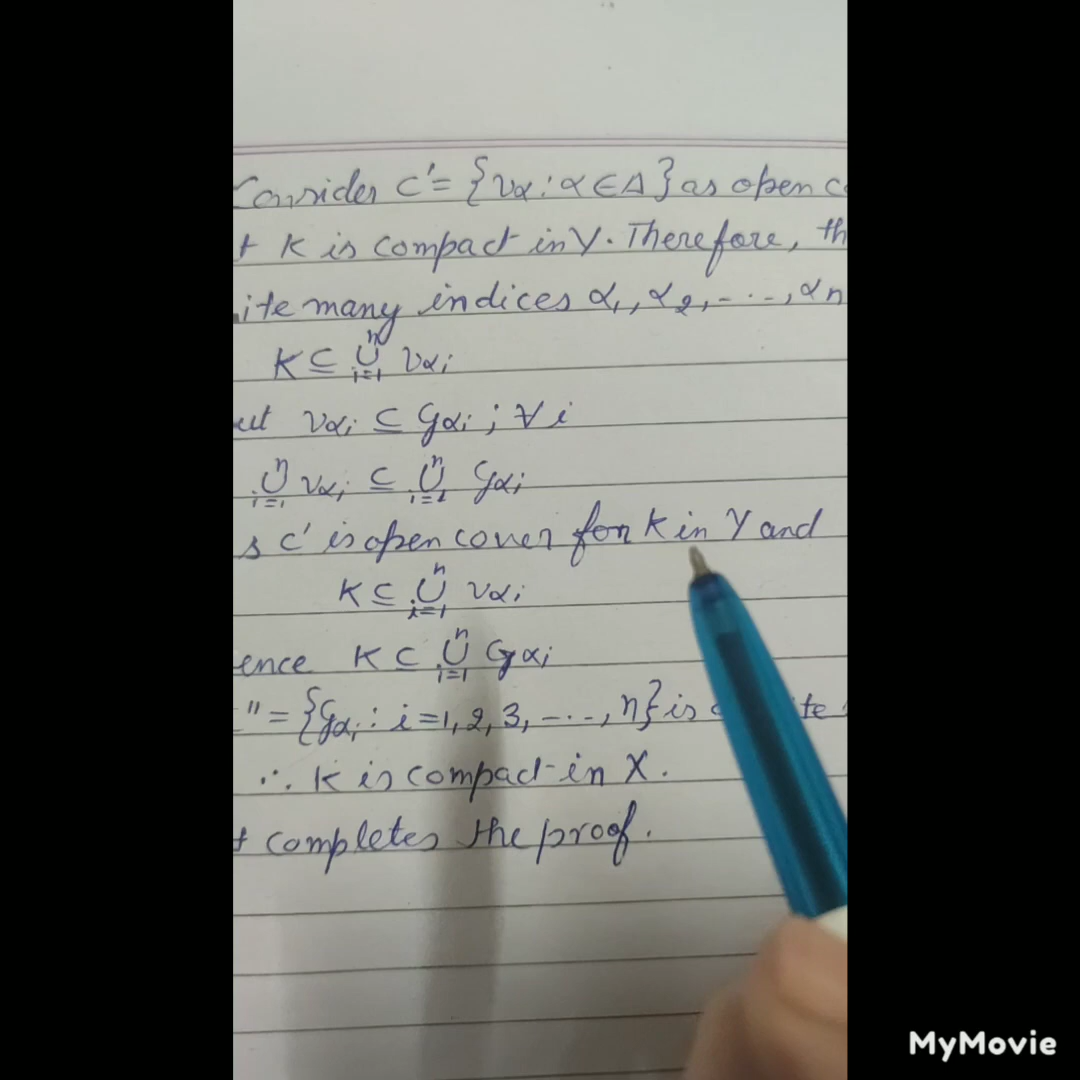 Consider C' = {vα : α ∈ Δ} as open c
t K is compact in Y. Therefore, th
ite many indices α1, α2, -..., αn
K ⊆ ⋃ⁿᵢ₌₁ vαi
ut vαi ⊆ Gαi ; ∀ i
⋃ⁿᵢ₌₁ vαi ⊆ ⋃ⁿᵢ₌₁ Gαi
s C' is open cover for K in Y and
K ⊆ ⋃ⁿᵢ₌₁ vαi
ence K ⊂ ⋃ⁿᵢ₌₁ Gαi
" = {Gαi : i = 1, 2, 3, -..., n} is
∴ K is compact in X.
t completes the proof.
MyMovie